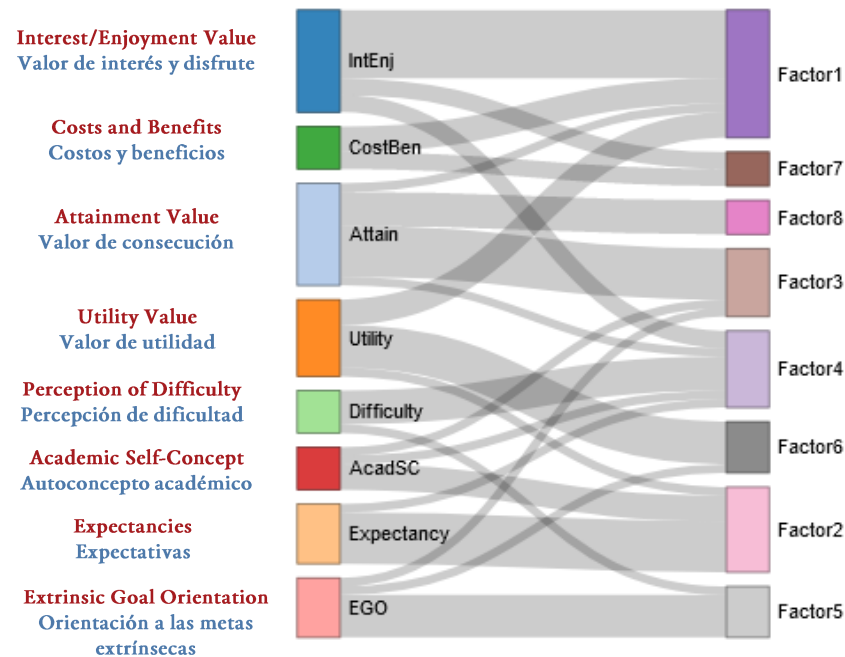 Interest/Enjoyment Value
Valor de interés y disfrute
Costs and Benefits
Costos y beneficios
Attainment Value
Valor de consecución
Utility Value
Valor de utilidad
Perception of Difficulty
Percepción de dificultad
Academic Self-Concept
Autoconcepto académico
Expectancies
Expectativas
Extrinsic Goal Orientation
Orientación a las metas
extrínsecas
IntEnj
CostBen
Attain
Utility
Difficulty
AcadSC
Expectancy
EGO
Factor1
Factor7
Factor8
Factor3
Factor4
Factor6
Factor2
Factor5